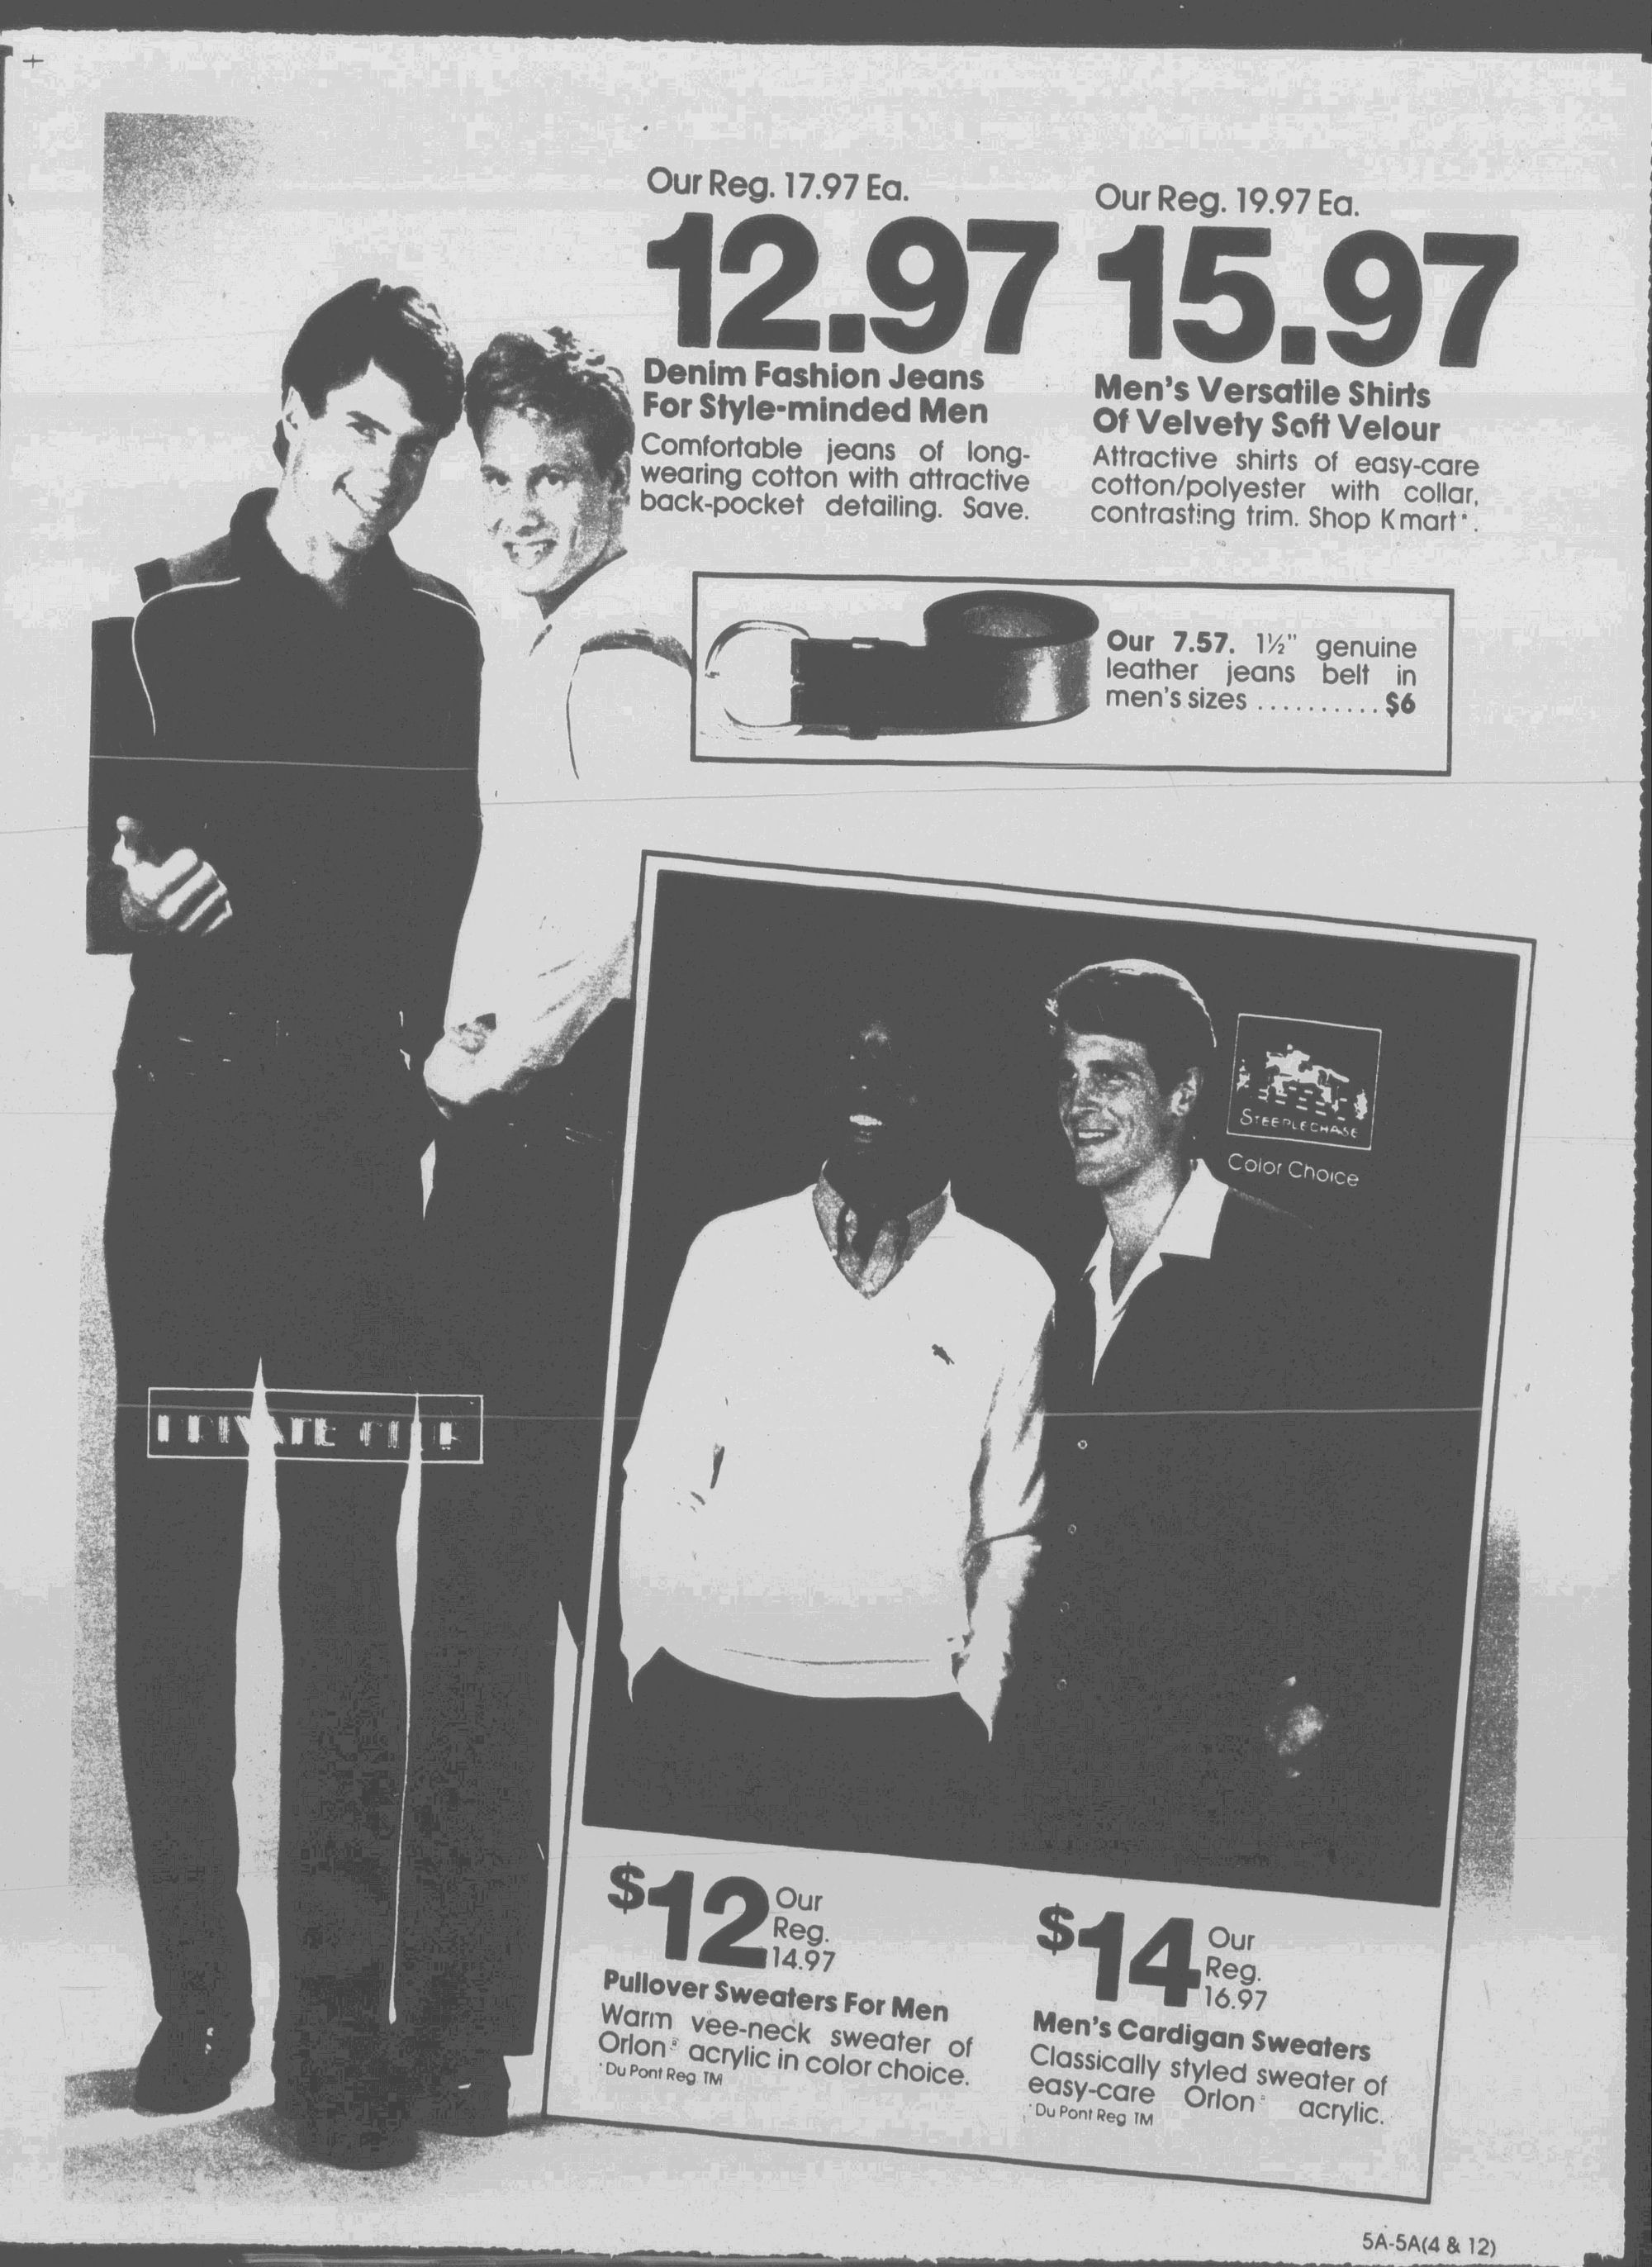 Our Reg. 17.97 Ea.
12.97
Denim Fashion Jeans
For Style-minded Men
Comfortable jeans of long-
wearing cotton with attractive
back-pocket detailing. Save.
Our Reg. 19.97 Ea.
15.97
Men's Versatile Shirts
Of Velvety Soft Velour
Attractive shirts of easy-care
cotton/polyester with collar,
contrasting trim. Shop Kmart®.
Our 7.57. 1½" genuine
leather jeans belt in
men's sizes .......... $6
STEEPLECHASE
Color Choice
PRIVATE CLUB
$12
Our
Reg.
14.97
Pullover Sweaters For Men
Warm vee-neck sweater of
Orlon® acrylic in color choice.
*Du Pont Reg TM
$14
Our
Reg.
16.97
Men's Cardigan Sweaters
Classically styled sweater of
easy-care Orlon® acrylic.
*Du Pont Reg TM
5A-5A(4 & 12)